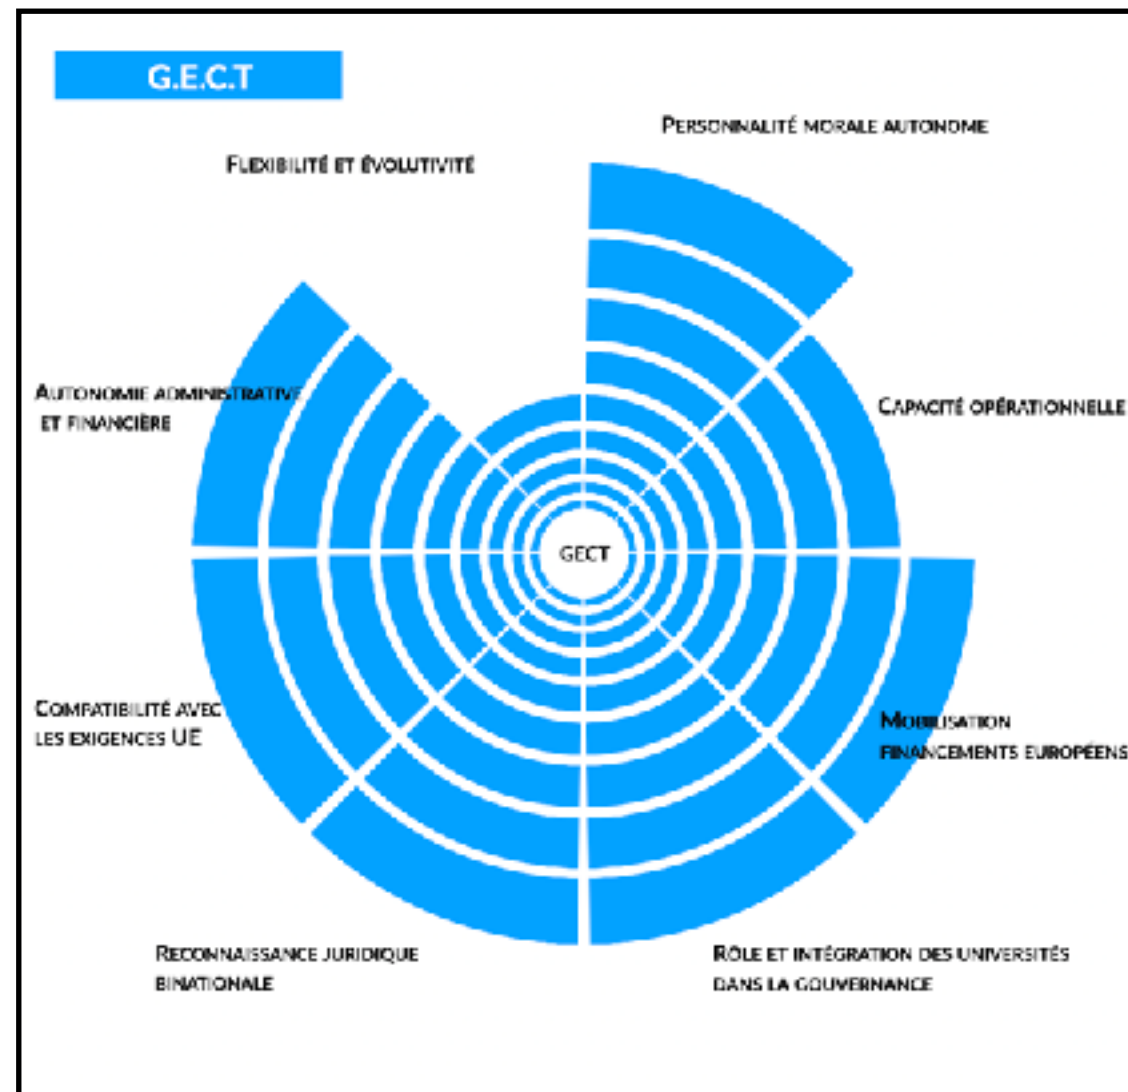 G.E.C.T
PERSONNALITÉ MORALE AUTONOME
FLEXIBILITÉ ET ÉVOLUTIVITÉ
AUTONOMIE ADMINISTRATIVE
ET FINANCIÈRE
CAPACITÉ OPÉRATIONNELLE
GECT
COMPATIBILITÉ AVEC
LES EXIGENCES UE
MOBILISATION
FINANCEMENTS EUROPÉENS
RECONNAISSANCE JURIDIQUE
BINATIONALE
RÔLE ET INTÉGRATION DES UNIVERSITÉS
DANS LA GOUVERNANCE